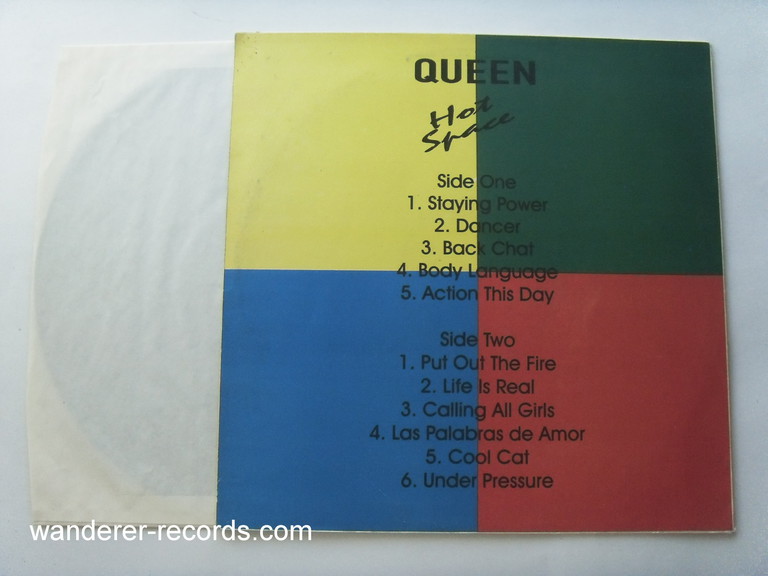 QUEEN
Hot
Space
Side One
1. Staying Power
2. Dancer
3. Back Chat
4. Body Language
5. Action This Day
Side Two
1. Put Out The Fire
2. Life Is Real
3. Calling All Girls
4. Las Palabras de Amor
5. Cool Cat
6. Under Pressure
wanderer-records.com